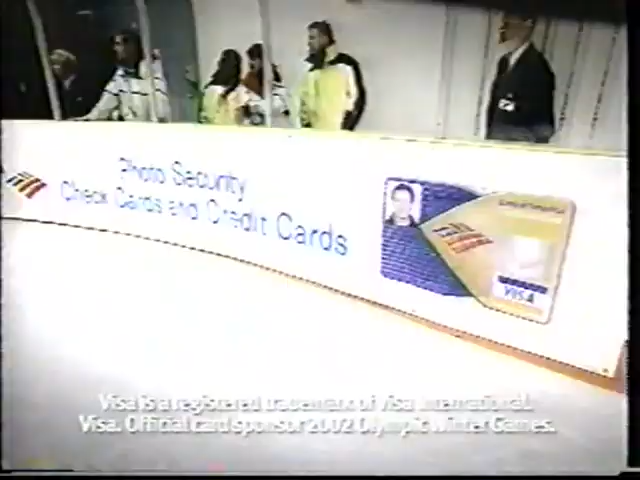 Photo Security
Check Cards and Credit Cards
VISA
Visa is a registered trademark of Visa International.
Visa. Official card sponsor 2002 Olympic Winter Games.